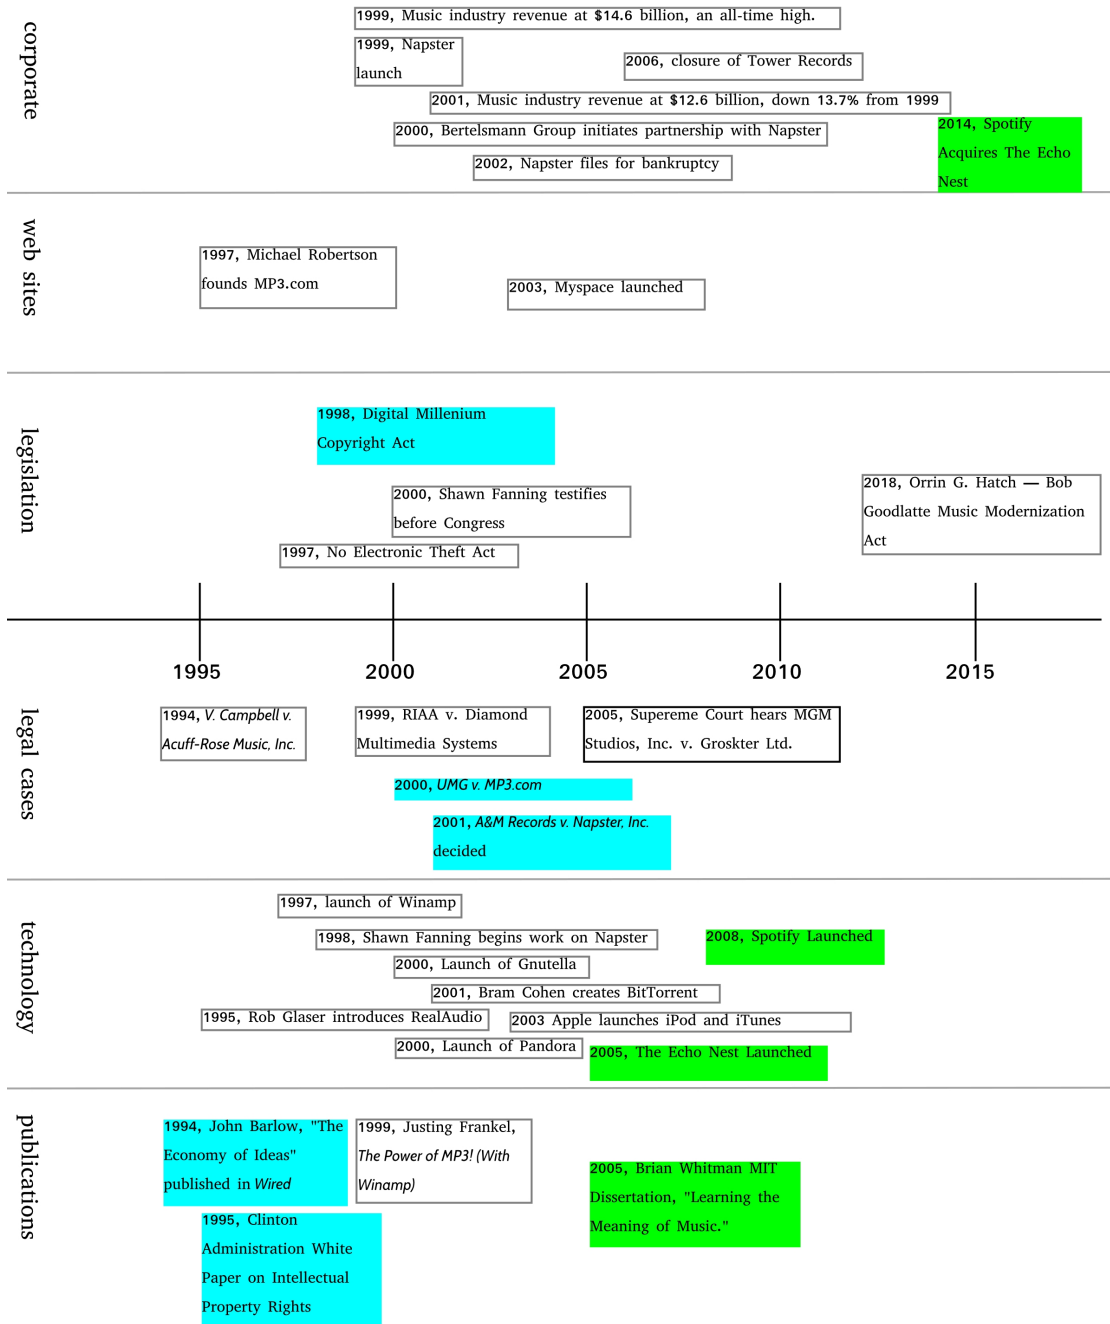 corporate
1999, Music industry revenue at $14.6 billion, an all-time high.
1999, Napster
launch
2006, closure of Tower Records
2001, Music industry revenue at $12.6 billion, down 13.7% from 1999
2000, Bertelsmann Group initiates partnership with Napster
2014, Spotify
Acquires The Echo
Nest
2002, Napster files for bankruptcy
web sites
1997, Michael Robertson
founds MP3.com
2003, Myspace launched
legislation
1998, Digital Millenium
Copyright Act
2000, Shawn Fanning testifies
before Congress
2018, Orrin G. Hatch — Bob
Goodlatte Music Modernization
Act
1997, No Electronic Theft Act
1995 2000 2005 2010 2015
legal cases
1994, V. Campbell v.
Acuff-Rose Music, Inc.
1999, RIAA v. Diamond
Multimedia Systems
2005, Supreme Court hears MGM
Studios, Inc. v. Groskter Ltd.
2000, UMG v. MP3.com
2001, A&M Records v. Napster, Inc.
decided
technology
1997, launch of Winamp
1998, Shawn Fanning begins work on Napster
2008, Spotify Launched
2000, Launch of Gnutella
2001, Bram Cohen creates BitTorrent
1995, Rob Glaser introduces RealAudio
2003 Apple launches iPod and iTunes
2000, Launch of Pandora
2005, The Echo Nest Launched
publications
1994, John Barlow, "The
Economy of Ideas"
published in Wired
1999, Justing Frankel,
The Power of MP3! (With
Winamp)
2005, Brian Whitman MIT
Dissertation, "Learning the
Meaning of Music."
1995, Clinton
Administration White
Paper on Intellectual
Property Rights